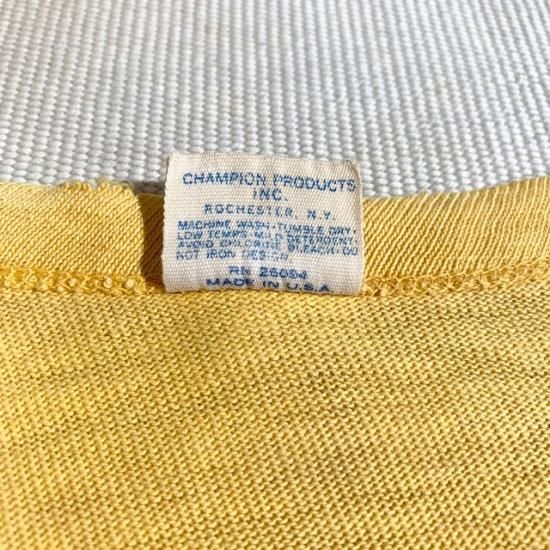 CHAMPION PRODUCTS
INC.
ROCHESTER, N.Y.
MACHINE WASH-TUMBLE DRY-
LOW TEMPS-MILD DETERGENT-
AVOID CHLORINE BLEACH-DO
NOT IRON DESIGN.
RN 26094
MADE IN U.S.A